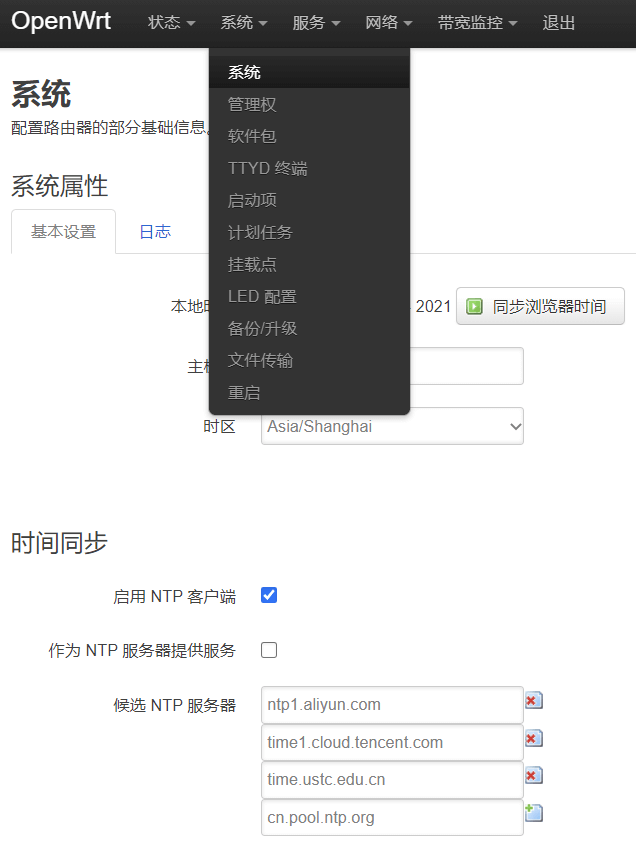 OpenWrt 状态 系统 服务 网络 带宽监控 退出
系统
管理权
软件包
TTYD 终端
启动项
计划任务
挂载点
LED 配置
备份/升级
文件传输
重启
系统
配置路由器的部分基础信息。
系统属性
基本设置 日志
本地时 2021 同步浏览器时间
主机
时区 Asia/Shanghai
时间同步
启用 NTP 客户端
作为 NTP 服务器提供服务
候选 NTP 服务器 ntp1.aliyun.com
time1.cloud.tencent.com
time.ustc.edu.cn
cn.pool.ntp.org